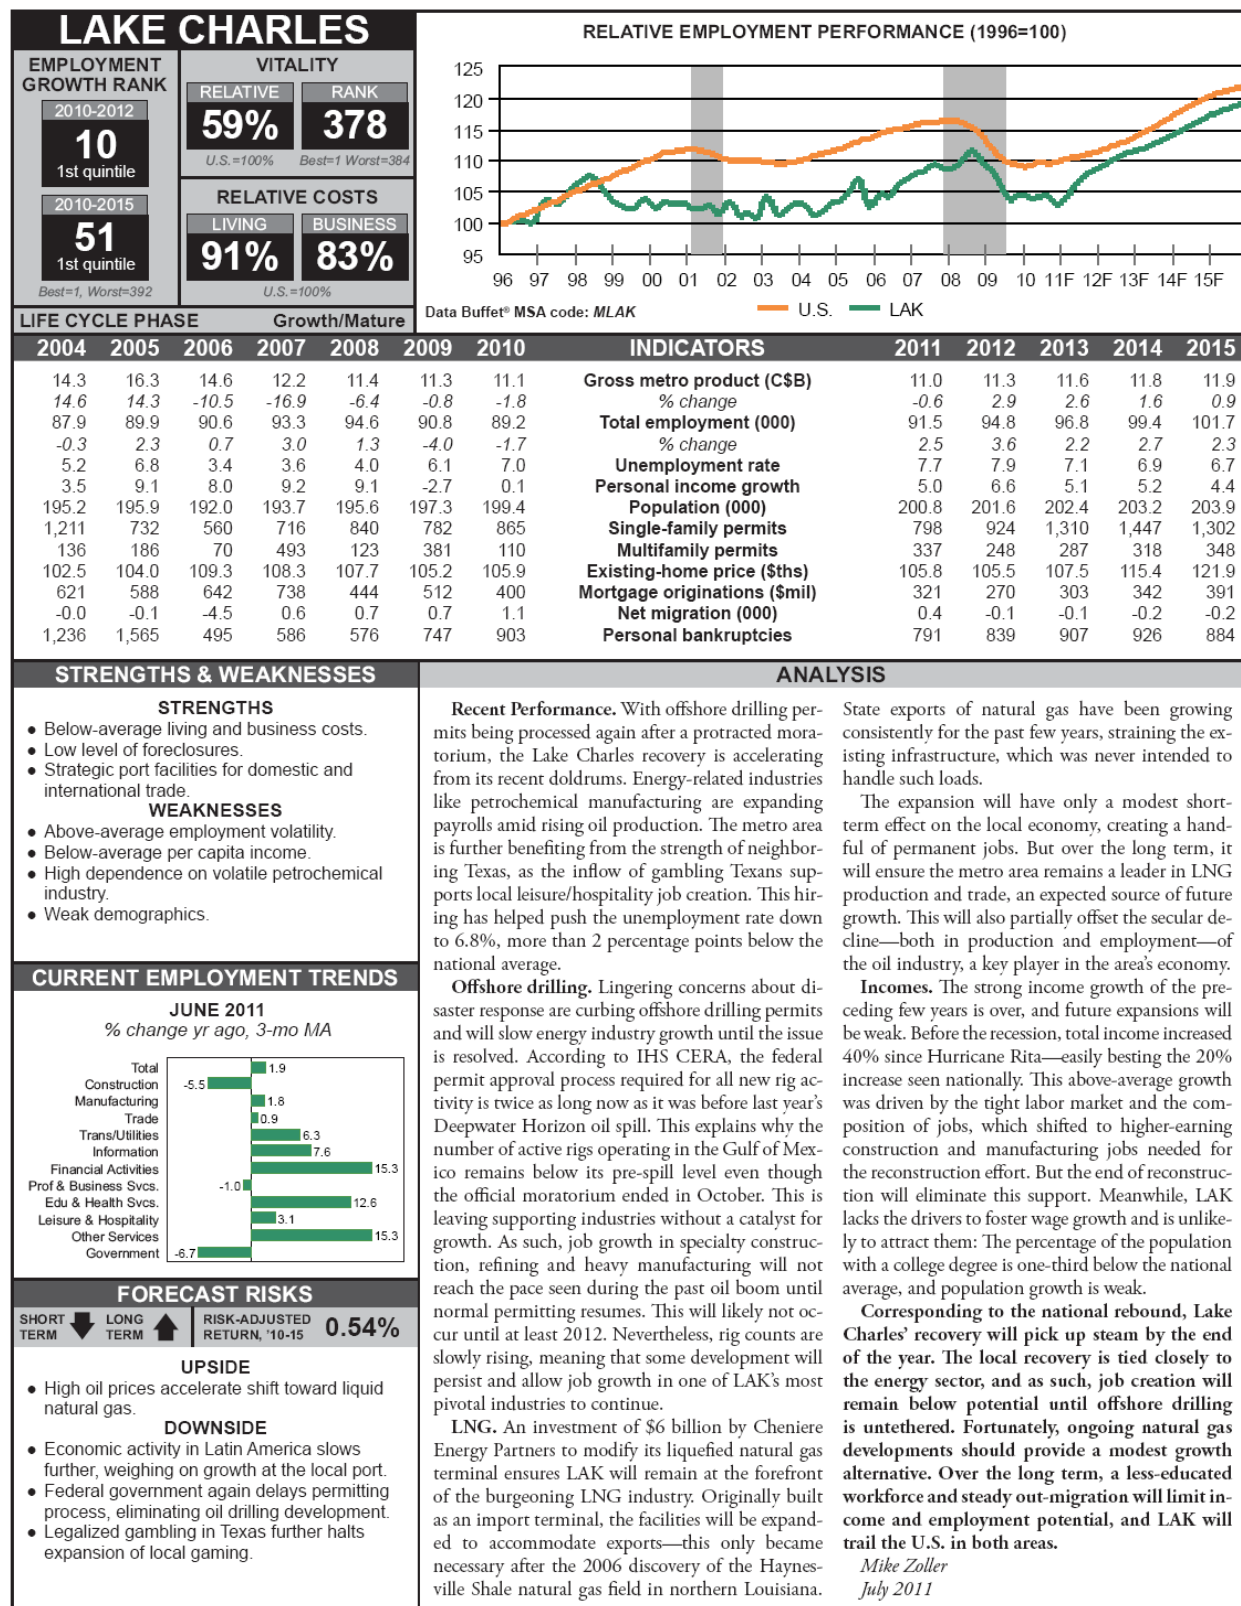 LAKE CHARLES
EMPLOYMENT
GROWTH RANK
2010-2012
10
1st quintile
2010-2015
51
1st quintile
Best=1, Worst=392
VITALITY
RELATIVE
59%
U.S.=100%
RANK
378
Best=1 Worst=384
RELATIVE COSTS
LIVING
91%
BUSINESS
83%
U.S.=100%
LIFE CYCLE PHASE Growth/Mature
RELATIVE EMPLOYMENT PERFORMANCE (1996=100)
125
120
115
110
105
100
95
96 97 98 99 00 01 02 03 04 05 06 07 08 09 10 11F 12F 13F 14F 15F
Data Buffet® MSA code: MLAK
U.S. LAK
2004 2005 2006 2007 2008 2009 2010 INDICATORS 2011 2012 2013 2014 2015
14.3 16.3 14.6 12.2 11.4 11.3 11.1 Gross metro product (C$B) 11.0 11.3 11.6 11.8 11.9
14.6 14.3 -10.5 -16.9 -6.4 -0.8 -1.8 % change -0.6 2.9 2.6 1.6 0.9
87.9 89.9 90.6 93.3 94.6 90.8 89.2 Total employment (000) 91.5 94.8 96.8 99.4 101.7
-0.3 2.3 0.7 3.0 1.3 -4.0 -1.7 % change 2.5 3.6 2.2 2.7 2.3
5.2 6.8 3.4 3.6 4.0 6.1 7.0 Unemployment rate 7.7 7.9 7.1 6.9 6.7
3.5 9.1 8.0 9.2 9.1 -2.7 0.1 Personal income growth 5.0 6.6 5.1 5.2 4.4
195.2 195.9 192.0 193.7 195.6 197.3 199.4 Population (000) 200.8 201.6 202.4 203.2 203.9
1,211 732 560 716 840 782 865 Single-family permits 798 924 1,310 1,447 1,302
136 186 70 493 123 381 110 Multifamily permits 337 248 287 318 348
102.5 104.0 109.3 108.3 107.7 105.2 105.9 Existing-home price ($ths) 105.8 105.5 107.5 115.4 121.9
621 588 642 738 444 512 400 Mortgage originations ($mil) 321 270 303 342 391
-0.0 -0.1 -4.5 0.6 0.7 0.7 1.1 Net migration (000) 0.4 -0.1 -0.1 -0.2 -0.2
1,236 1,565 495 586 576 747 903 Personal bankruptcies 791 839 907 926 884
STRENGTHS & WEAKNESSES
STRENGTHS
● Below-average living and business costs.
● Low level of foreclosures.
● Strategic port facilities for domestic and
international trade.
WEAKNESSES
● Above-average employment volatility.
● Below-average per capita income.
● High dependence on volatile petrochemical
industry.
● Weak demographics.
CURRENT EMPLOYMENT TRENDS
JUNE 2011
% change yr ago, 3-mo MA
Total 1.9
Construction -5.5
Manufacturing 1.8
Trade 0.9
Trans/Utilities 6.3
Information 7.6
Financial Activities 15.3
Prof & Business Svcs. -1.0
Edu & Health Svcs. 12.6
Leisure & Hospitality 3.1
Other Services 15.3
Government -6.7
FORECAST RISKS
SHORT
TERM
LONG
TERM
RISK-ADJUSTED
RETURN, '10-15
0.54%
UPSIDE
● High oil prices accelerate shift toward liquid
natural gas.
DOWNSIDE
● Economic activity in Latin America slows
further, weighing on growth at the local port.
● Federal government again delays permitting
process, eliminating oil drilling development.
● Legalized gambling in Texas further halts
expansion of local gaming.
ANALYSIS
Recent Performance. With offshore drilling per-
mits being processed again after a protracted mora-
torium, the Lake Charles recovery is accelerating
from its recent doldrums. Energy-related industries
like petrochemical manufacturing are expanding
payrolls amid rising oil production. The metro area
is further benefiting from the strength of neighbor-
ing Texas, as the inflow of gambling Texans sup-
ports local leisure/hospitality job creation. This hir-
ing has helped push the unemployment rate down
to 6.8%, more than 2 percentage points below the
national average.
Offshore drilling. Lingering concerns about di-
saster response are curbing offshore drilling permits
and will slow energy industry growth until the issue
is resolved. According to IHS CERA, the federal
permit approval process required for all new rig ac-
tivity is twice as long now as it was before last year's
Deepwater Horizon oil spill. This explains why the
number of active rigs operating in the Gulf of Mex-
ico remains below its pre-spill level even though
the official moratorium ended in October. This is
leaving supporting industries without a catalyst for
growth. As such, job growth in specialty construc-
tion, refining and heavy manufacturing will not
reach the pace seen during the past oil boom until
normal permitting resumes. This will likely not oc-
cur until at least 2012. Nevertheless, rig counts are
slowly rising, meaning that some development will
persist and allow job growth in one of LAK's most
pivotal industries to continue.
LNG. An investment of $6 billion by Cheniere
Energy Partners to modify its liquefied natural gas
terminal ensures LAK will remain at the forefront
of the burgeoning LNG industry. Originally built
as an import terminal, the facilities will be expand-
ed to accommodate exports—this only became
necessary after the 2006 discovery of the Haynes-
ville Shale natural gas field in northern Louisiana.
State exports of natural gas have been growing
consistently for the past few years, straining the ex-
isting infrastructure, which was never intended to
handle such loads.
The expansion will have only a modest short-
term effect on the local economy, creating a hand-
ful of permanent jobs. But over the long term, it
will ensure the metro area remains a leader in LNG
production and trade, an expected source of future
growth. This will also partially offset the secular de-
cline—both in production and employment—of
the oil industry, a key player in the area's economy.
Incomes. The strong income growth of the pre-
ceding few years is over, and future expansions will
be weak. Before the recession, total income increased
40% since Hurricane Rita—easily besting the 20%
increase seen nationally. This above-average growth
was driven by the tight labor market and the com-
position of jobs, which shifted to higher-earning
construction and manufacturing jobs needed for
the reconstruction effort. But the end of reconstruc-
tion will eliminate this support. Meanwhile, LAK
lacks the drivers to foster wage growth and is unlike-
ly to attract them: The percentage of the population
with a college degree is one-third below the national
average, and population growth is weak.
Corresponding to the national rebound, Lake
Charles' recovery will pick up steam by the end
of the year. The local recovery is tied closely to
the energy sector, and as such, job creation will
remain below potential until offshore drilling
is untethered. Fortunately, ongoing natural gas
developments should provide a modest growth
alternative. Over the long term, a less-educated
workforce and steady out-migration will limit in-
come and employment potential, and LAK will
trail the U.S. in both areas.
Mike Zoller
July 2011